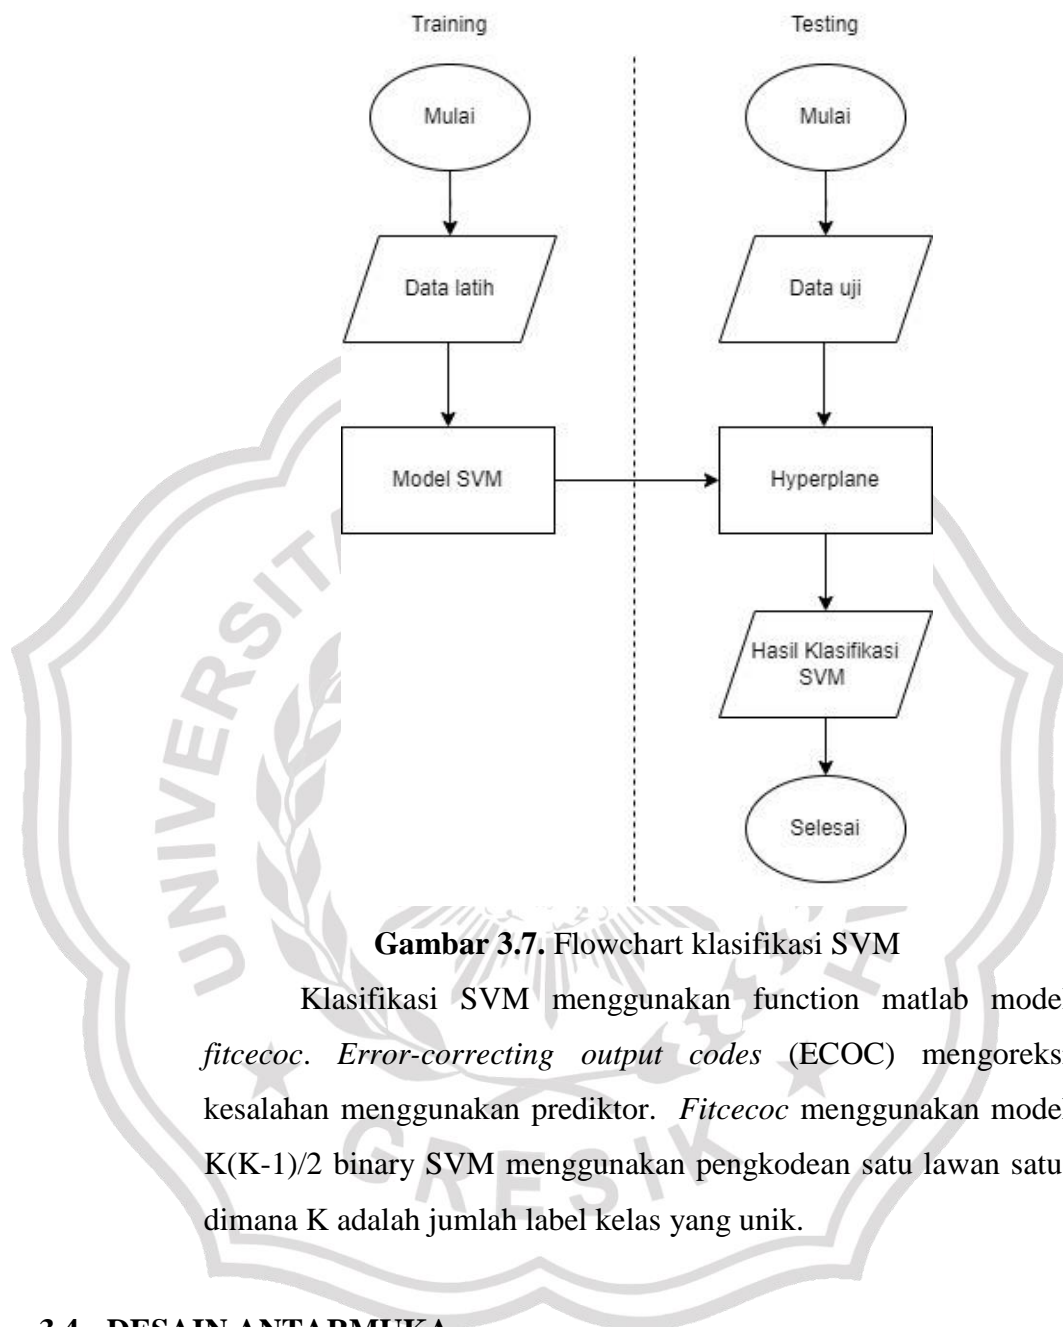 Training
Testing
Mulai
Mulai
Data latih
Data uji
Model SVM
Hyperplane
Hasil Klasifikasi
SVM
Selesai
Gambar 3.7. Flowchart klasifikasi SVM
Klasifikasi SVM menggunakan function matlab model
fitcecoc. Error-correcting output codes (ECOC) mengoreks
kesalahan menggunakan prediktor. Fitcecoc menggunakan model
K(K-1)/2 binary SVM menggunakan pengkodean satu lawan satu
dimana K adalah jumlah label kelas yang unik.
3.4 DESAIN ANTARMUKA
GRESIK